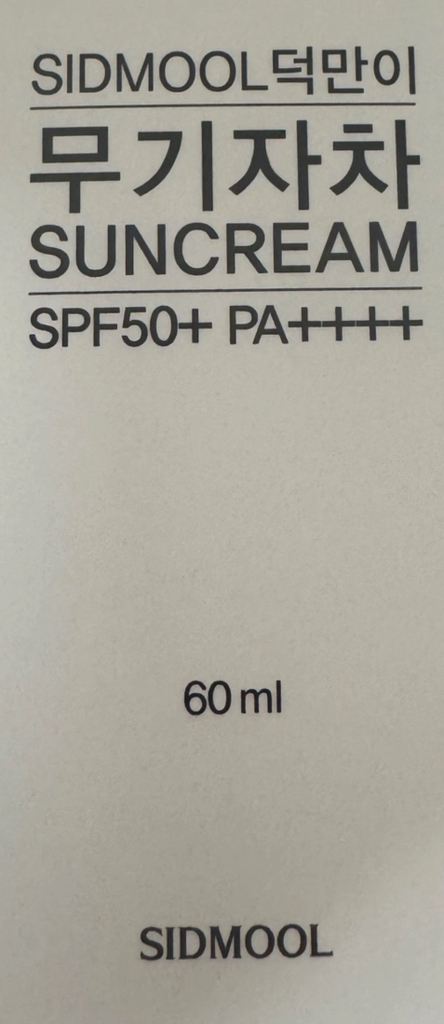 SIDMOOL덕만이
무기자차
SUNCREAM
SPF50+ PA++++
60 ml
SIDMOOL